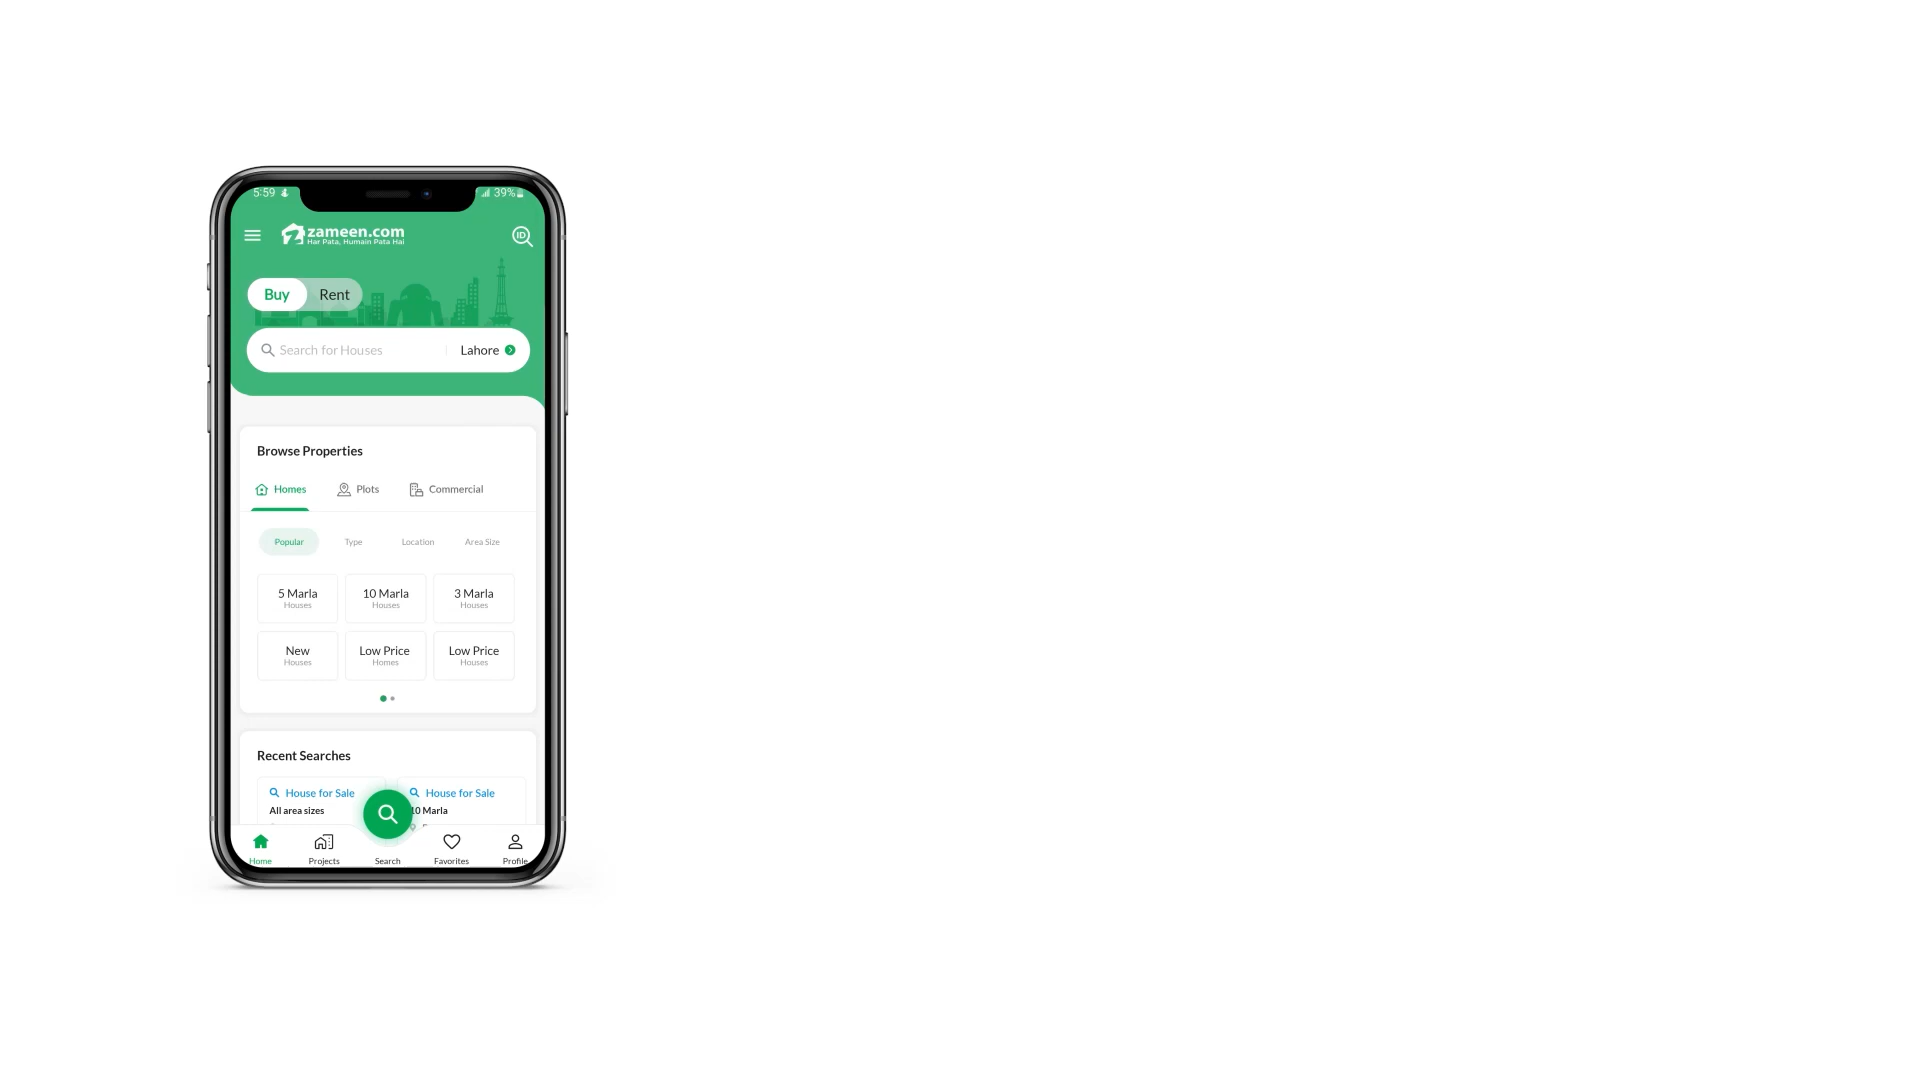 5:59
39%
zameen.com
Har Pata, Humain Pata Hai
ID
Buy Rent
Search for Houses Lahore
Browse Properties
Homes Plots Commercial
Popular Type Location Area Size
5 Marla 10 Marla 3 Marla
Houses Houses Houses
New Low Price Low Price
Houses Homes Houses
Recent Searches
House for Sale House for Sale
All area sizes 10 Marla
Home Projects Search Favorites Profile